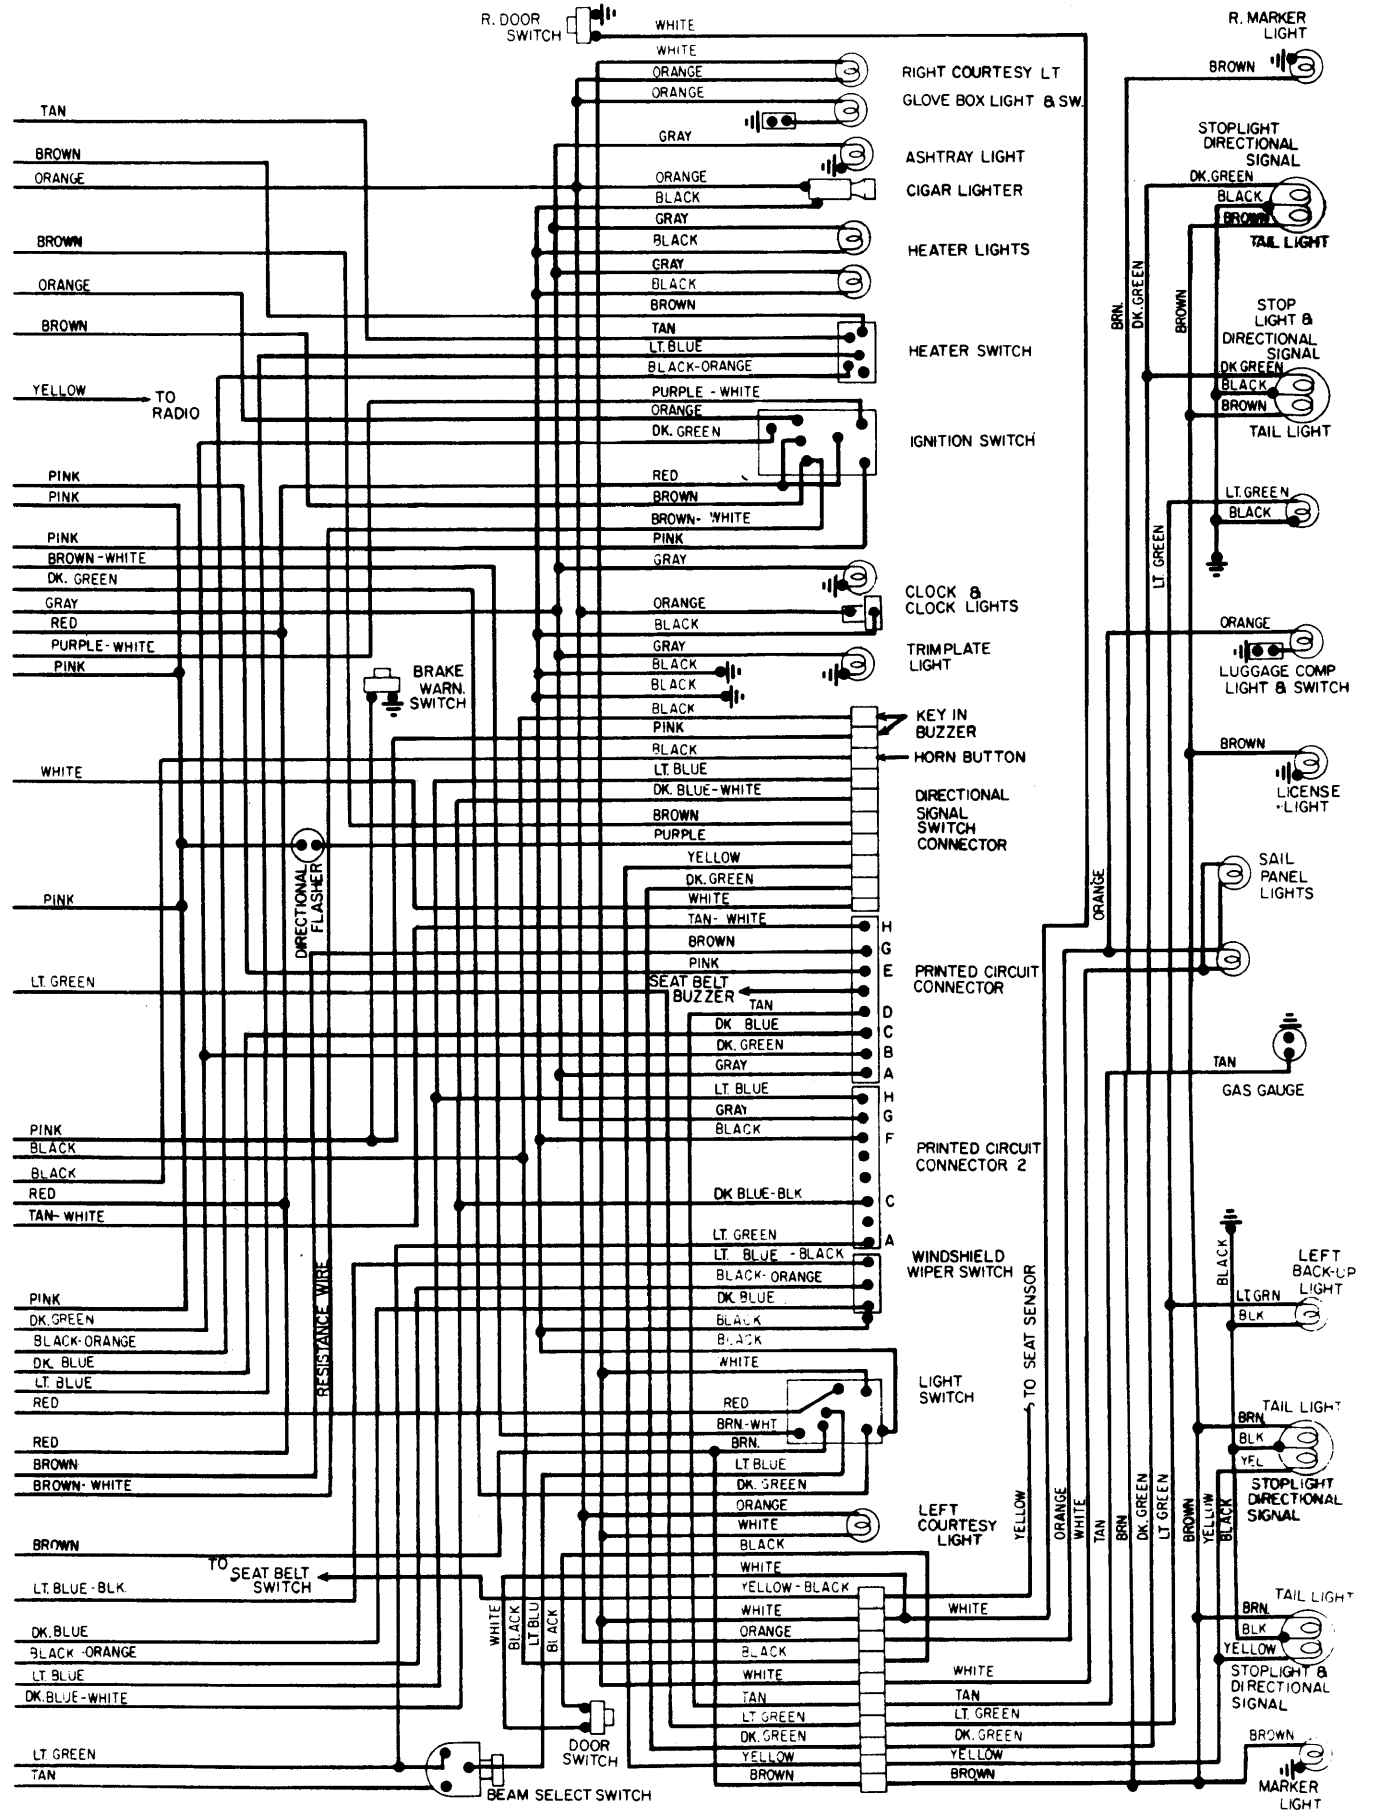 R. DOOR
SWITCH
WHITE
WHITE
ORANGE
RIGHT COURTESY LT
ORANGE
GLOVE BOX LIGHT & SW.
R. MARKER
LIGHT
BROWN
TAN
GRAY
ASHTRAY LIGHT
BROWN
ORANGE
ORANGE
CIGAR LIGHTER
BLACK
GRAY
BROWN
BLACK
HEATER LIGHTS
GRAY
BLACK
ORANGE
BROWN
BROWN
TAN
LT. BLUE
HEATER SWITCH
BLACK-ORANGE
YELLOW
TO
RADIO
PURPLE - WHITE
ORANGE
DK. GREEN
IGNITION SWITCH
STOPLIGHT
DIRECTIONAL
SIGNAL
DK. GREEN
BLACK
BROWN
TAIL LIGHT
BRN.
DK. GREEN
BROWN
STOP
LIGHT &
DIRECTIONAL
SIGNAL
DK GREEN
BLACK
BROWN
TAIL LIGHT
PINK
PINK
RED
BROWN
BROWN- WHITE
PINK
PINK
BROWN-WHITE
GRAY
DK. GREEN
GRAY
ORANGE
CLOCK &
CLOCK LIGHTS
RED
BLACK
PURPLE-WHITE
GRAY
TRIMPLATE
LIGHT
PINK
BLACK
BLACK
BRAKE
WARN.
SWITCH
LT. GREEN
BLACK
LT GREEN
ORANGE
LUGGAGE COMP
LIGHT & SWITCH
BLACK
KEY IN
BUZZER
PINK
BLACK
HORN BUTTON
WHITE
LT BLUE
DK. BLUE-WHITE
DIRECTIONAL
SIGNAL
SWITCH
CONNECTOR
BROWN
PURPLE
YELLOW
DK. GREEN
WHITE
DIRECTIONAL
FLASHER
BROWN
LICENSE
LIGHT
SAIL
PANEL
LIGHTS
ORANGE
PINK
TAN- WHITE
H
BROWN
G
PINK
E
PRINTED CIRCUIT
CONNECTOR
LT. GREEN
SEAT BELT
BUZZER
TAN
D
DK BLUE
C
DK. GREEN
B
GRAY
A
TAN
GAS GAUGE
LT BLUE
H
GRAY
G
BLACK
F
PRINTED CIRCUIT
CONNECTOR 2
PINK
BLACK
BLACK
RED
DK BLUE-BLK
C
TAN-WHITE
LT. GREEN
A
LT BLUE - BLACK
WINDSHIELD
WIPER SWITCH
BLACK- ORANGE
DK. BLUE
BLACK
BLACK
RESISTANCE WIRE
PINK
DK. GREEN
BLACK-ORANGE
DK. BLUE
LT. BLUE
RED
WHITE
LIGHT
SWITCH
RED
BRN-WHT
BRN.
LT BLUE
DK. GREEN
RED
BROWN
BROWN- WHITE
TO SEAT SENSOR
BLACK
LEFT
BACK-UP
LIGHT
LT GRN
BLK
TAIL LIGHT
BRN.
BLK
YEL
STOPLIGHT
DIRECTIONAL
SIGNAL
ORANGE
WHITE
LEFT
COURTESY
LIGHT
YELLOW
ORANGE
WHITE
TAN
BRN
DK. GREEN
LT GREEN
BROWN
YELLOW
BLACK
BROWN
TO
SEAT BELT
SWITCH
BLACK
WHITE
YELLOW - BLACK
LT. BLUE-BLK
WHITE
WHITE
ORANGE
BLACK
WHITE
WHITE
TAN
TAN
LT GREEN
LT. GREEN
DK. GREEN
DK. GREEN
YELLOW
YELLOW
BROWN
BROWN
WHITE
BLACK
LT BLU
BLACK
DK. BLUE
BLACK -ORANGE
LT BLUE
DK.BLUE-WHITE
DOOR
SWITCH
TAIL LIGHT
BRN.
BLK
YELLOW
STOPLIGHT &
DIRECTIONAL
SIGNAL
LT GREEN
TAN
BEAM SELECT SWITCH
BROWN
MARKER
LIGHT